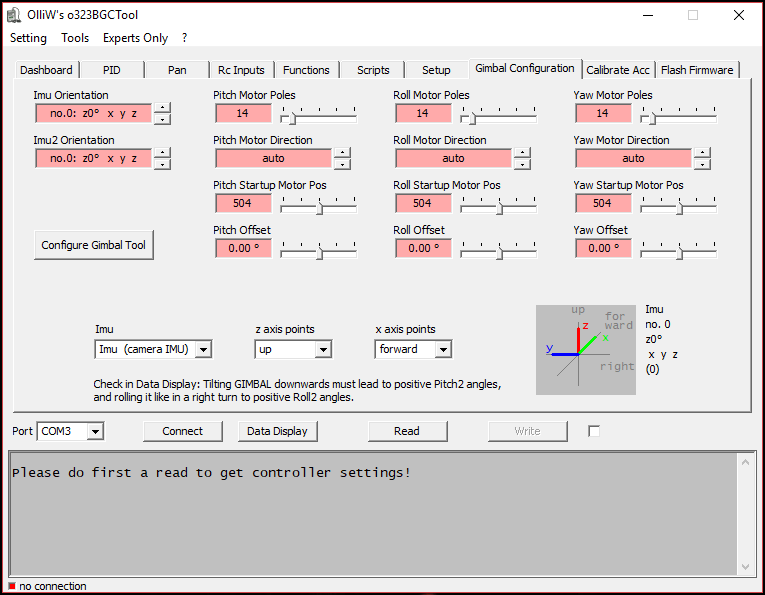 OlliW's o323BGCTool
Setting Tools Experts Only ?
Dashboard PID Pan Rc Inputs Functions Scripts Setup Gimbal Configuration Calibrate Acc Flash Firmware
Imu Orientation Pitch Motor Poles Roll Motor Poles Yaw Motor Poles
no.0: z0° x y z 14 14 14
Imu2 Orientation Pitch Motor Direction Roll Motor Direction Yaw Motor Direction
no.0: z0° x y z auto auto auto
Pitch Startup Motor Pos Roll Startup Motor Pos Yaw Startup Motor Pos
504 504 504
Pitch Offset Roll Offset Yaw Offset
Configure Gimbal Tool 0.00 ° 0.00 ° 0.00 °
Imu z axis points x axis points
Imu (camera IMU) up forward
up
for
ward
z
x
y
right
Imu
no. 0
z0°
x y z
(0)
Check in Data Display: Tilting GIMBAL downwards must lead to positive Pitch2 angles,
and rolling it like in a right turn to positive Roll2 angles.
Port COM3 Connect Data Display Read Write
Please do first a read to get controller settings!
no connection